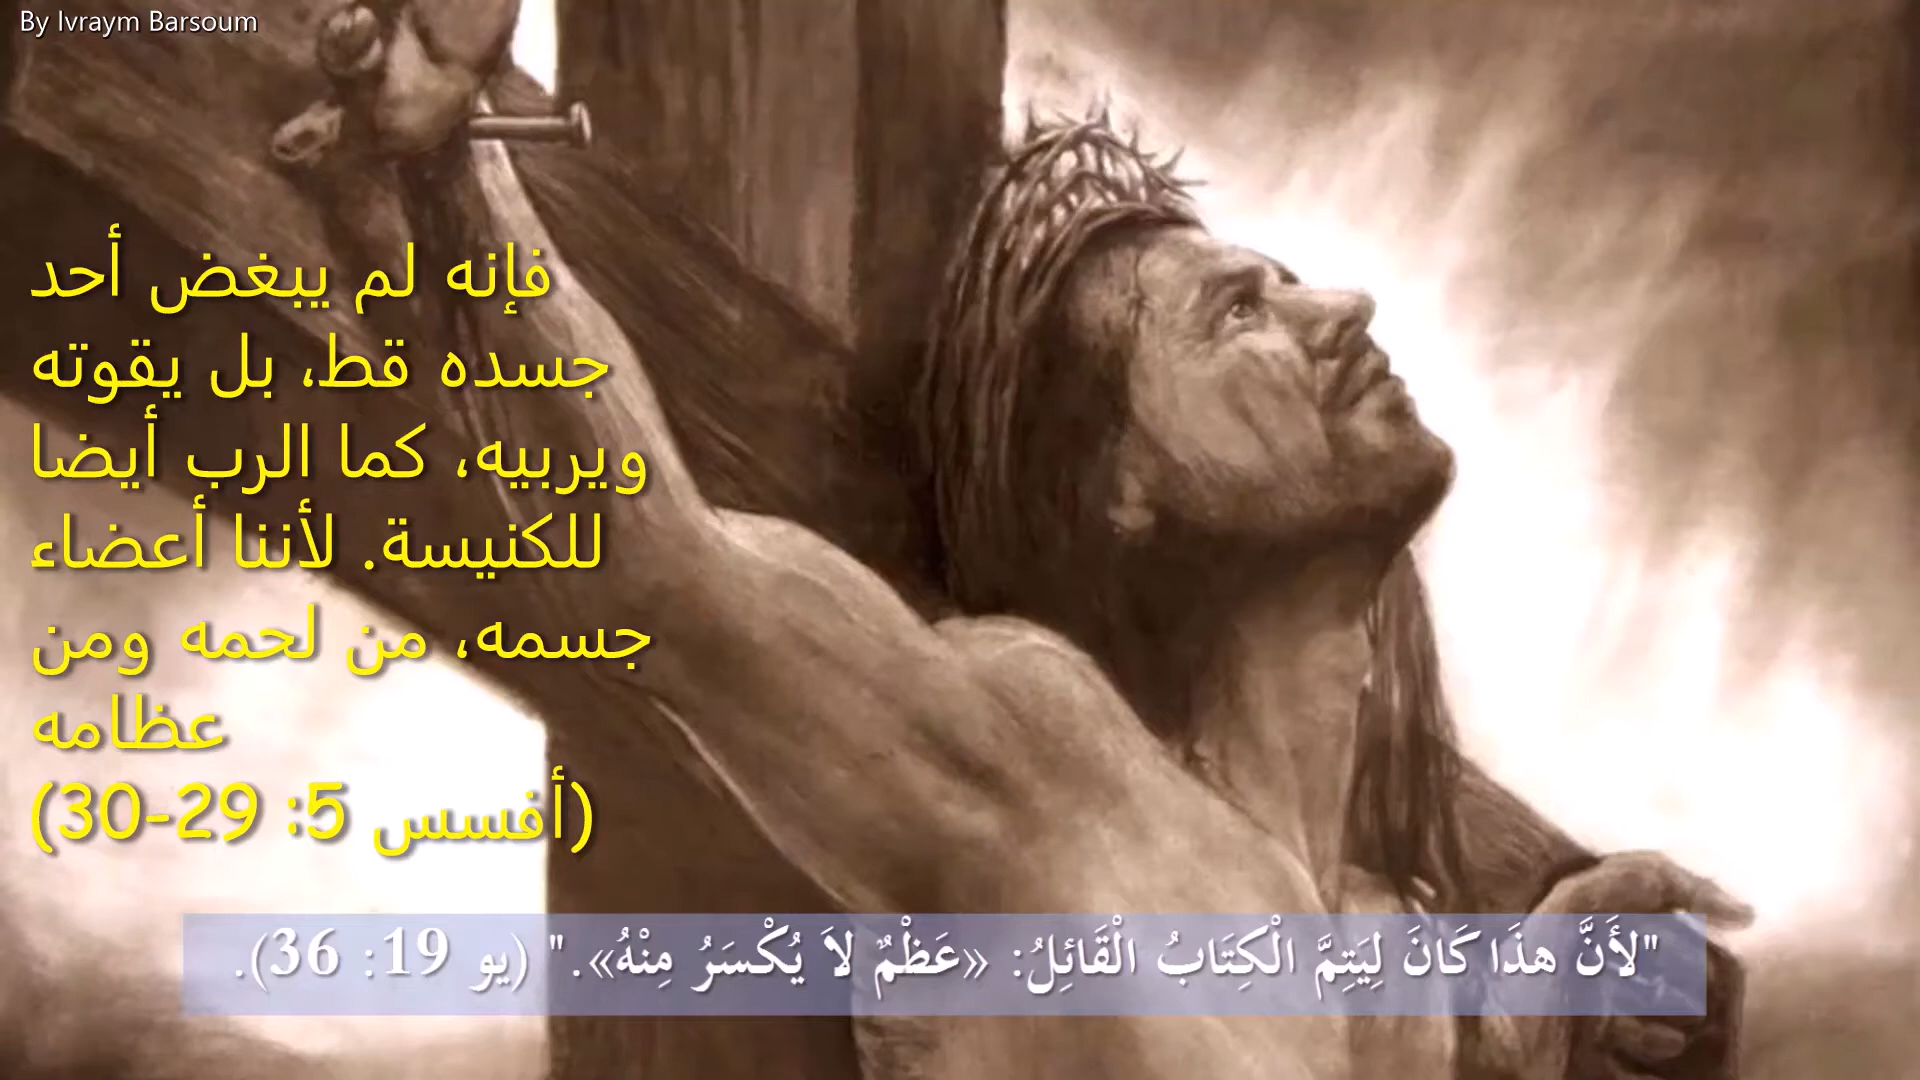 By Ivraym Barsoum
فإنه لم يبغض أحد
جسده قط، بل يقوته
ويربيه، كما الرب أيضا
للكنيسة. لأننا أعضاء
جسمه، من لحمه ومن
عظامه
(أفسس 5: 29-30)
"لأَنَّ هذَا كَانَ لِيَتِمَّ الْكِتَابُ الْقَائِلُ: «عَظْمٌ لاَ يُكْسَرُ مِنْهُ»." (يو 19: 36).